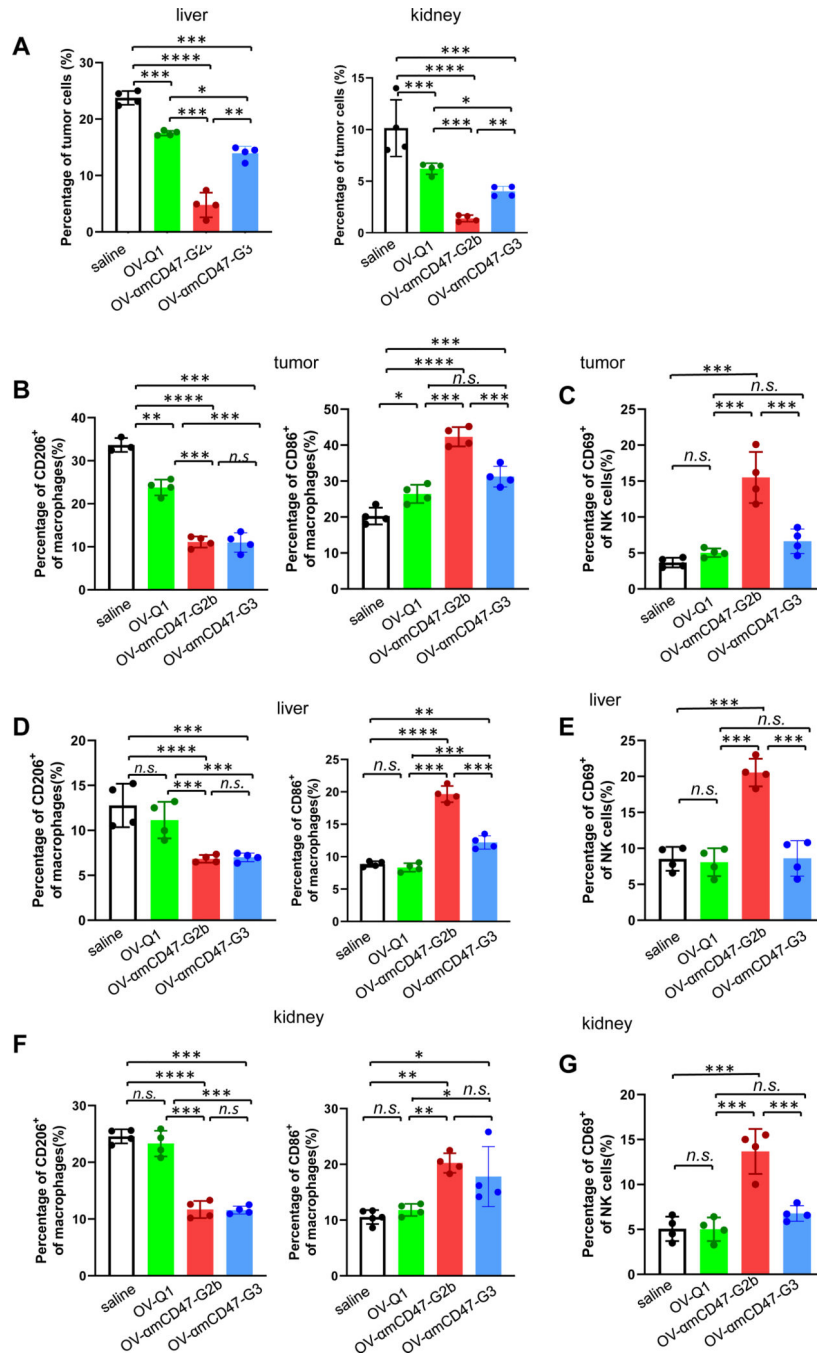 liver
kidney
A
Percentage of tumor cells (%)
30
20
10
0
***
****
***
*
***
**
saline
OV-Q1
OV-αmCD47-G2b
OV-αmCD47-G3
Percentage of tumor cells (%)
15
10
5
0
***
****
***
*
***
**
saline
OV-Q1
OV-αmCD47-G2b
OV-αmCD47-G3
B
tumor
Percentage of CD206+
of macrophages(%)
40
30
20
10
0
***
****
**
***
***
n.s
saline
OV-Q1
OV-αmCD47-G2b
OV-αmCD47-G3
Percentage of CD86+
of macrophages(%)
50
40
30
20
10
0
***
****
n.s.
*
***
***
saline
OV-Q1
OV-αmCD47-G2b
OV-αmCD47-G3
tumor
C
Percentage of CD69+
of NK cells(%)
25
20
15
10
5
0
***
n.s.
***
***
n.s.
saline
OV-Q1
OV-αmCD47-G2b
OV-αmCD47-G3
D
liver
Percentage of CD206+
of macrophages(%)
20
15
10
5
0
***
****
n.s.
***
***
n.s.
saline
OV-Q1
OV-αmCD47-G2b
OV-αmCD47-G3
Percentage of CD86+
of macrophages(%)
25
20
15
10
5
0
**
****
***
n.s.
***
***
saline
OV-Q1
OV-αmCD47-G2b
OV-αmCD47-G3
liver
E
Percentage of CD69+
of NK cells(%)
25
20
15
10
5
0
***
n.s.
***
***
n.s.
saline
OV-Q1
OV-αmCD47-G2b
OV-αmCD47-G3
kidney
F
Percentage of CD206+
of macrophages(%)
30
20
10
0
***
****
n.s.
***
***
n.s
saline
OV-Q1
OV-αmCD47-G2b
OV-αmCD47-G3
Percentage of CD86+
of macrophages(%)
30
20
10
0
*
**
*
n.s.
n.s.
**
saline
OV-Q1
OV-αmCD47-G2b
OV-αmCD47-G3
kidney
G
Percentage of CD69+
of NK cells(%)
20
15
10
5
0
***
n.s.
***
***
n.s.
saline
OV-Q1
OV-αmCD47-G2b
OV-αmCD47-G3